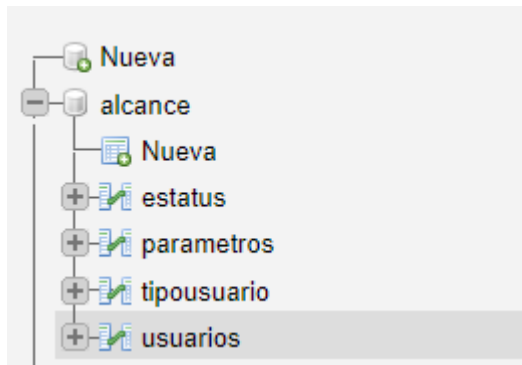 Nueva
alcance
Nueva
estatus
parametros
tipousuario
usuarios